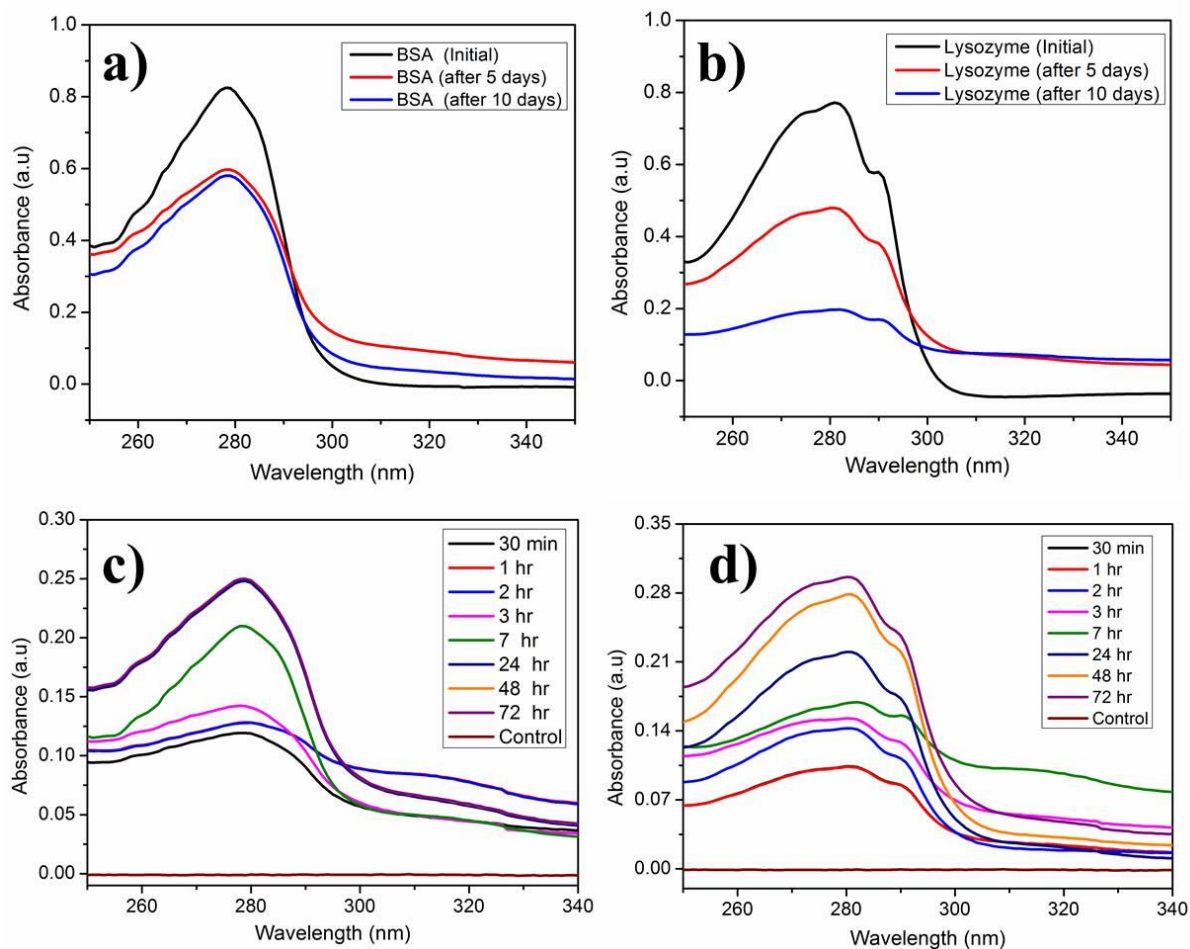 a)
BSA (Initial)
BSA (after 5 days)
BSA (after 10 days)
1.0
0.8
0.6
0.4
0.2
0.0
Absorbance (a.u)
260 280 300 320 340
Wavelength (nm)
b)
Lysozyme (Initial)
Lysozyme (after 5 days)
Lysozyme (after 10 days)
1.0
0.8
0.6
0.4
0.2
0.0
Absorbance (a.u)
260 280 300 320 340
Wavelength (nm)
c)
30 min
1 hr
2 hr
3 hr
7 hr
24 hr
48 hr
72 hr
Control
0.30
0.25
0.20
0.15
0.10
0.05
0.00
Absorbance (a.u)
260 280 300 320 340
Wavelength (nm)
d)
30 min
1 hr
2 hr
3 hr
7 hr
24 hr
48 hr
72 hr
Control
0.35
0.28
0.21
0.14
0.07
0.00
Absorbance (a.u)
260 280 300 320 340
Wavelength (nm)